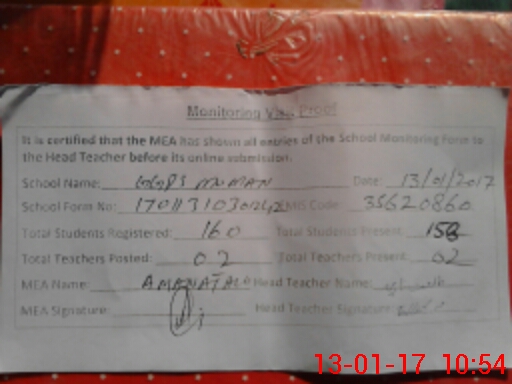 Monitoring Visit Proof
It is certified that the MEA has shown all entries of the School Monitoring Form to
the Head Teacher before its online submission.
School Name: Date: 13/01/2017
School Form No: EMIS Code: 35620860
Total Students Registered: 160 Total Students Present: 158
Total Teachers Posted: 02 Total Teachers Present: 02
MEA Name: Head Teacher Name:
MEA Signature: Head Teacher Signature:
13-01-17 10:54